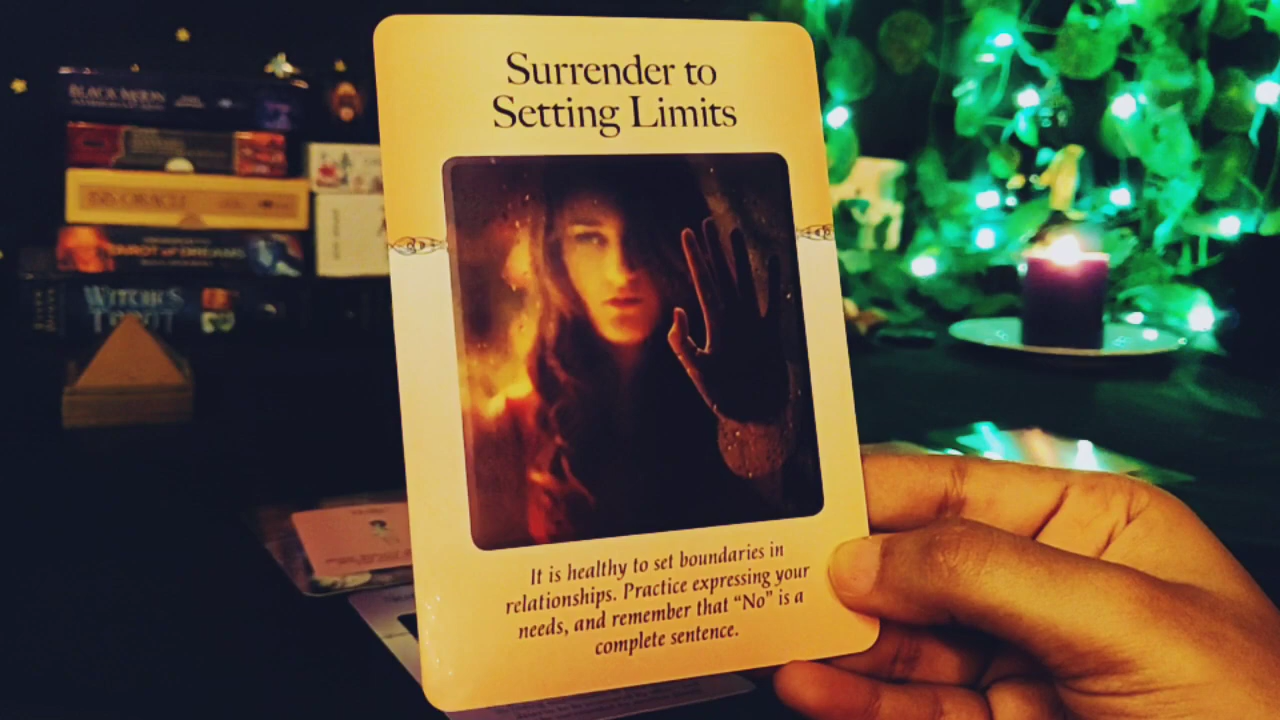 Surrender to
Setting Limits
It is healthy to set boundaries in
relationships. Practice expressing your
needs, and remember that “No” is a
complete sentence.
BLACK MOON
ORACLE
TAROT OF DREAMS
WITCHES
TAROT